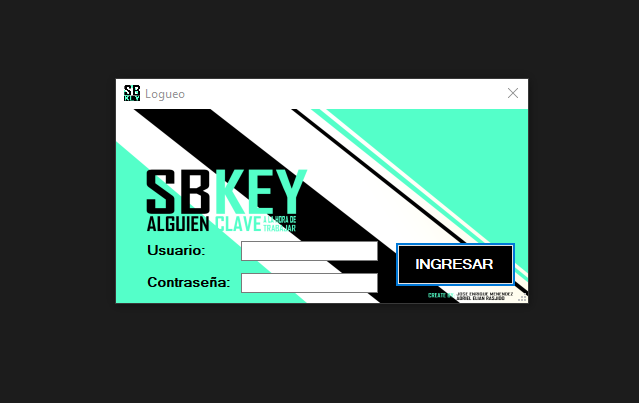 SB
KEY
Logueo
SBKEY
ALGUIEN CLAVE A LA HORA DE
TRABAJAR
Usuario:
INGRESAR
Contraseña:
CREATE BY JOSE ENRIQUE MENENDEZ
ADRIEL ELIAN RASJIDO